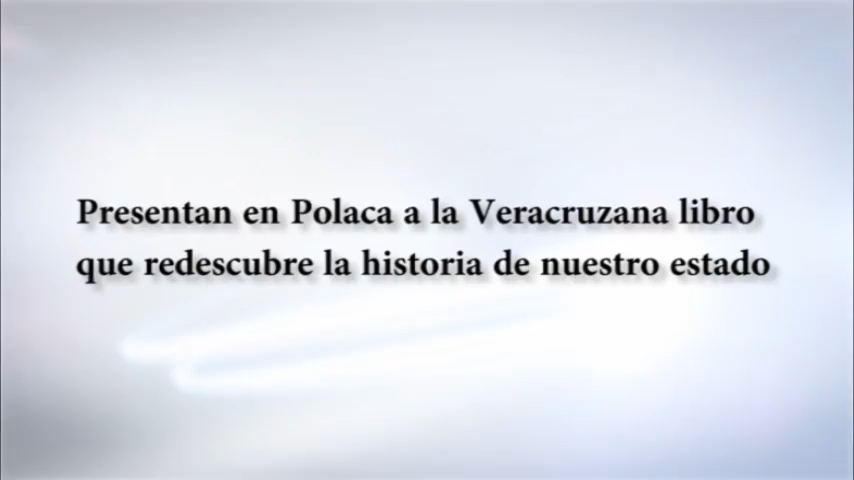 Presentan en Polaca a la Veracruzana libro
que redescubre la historia de nuestro estado